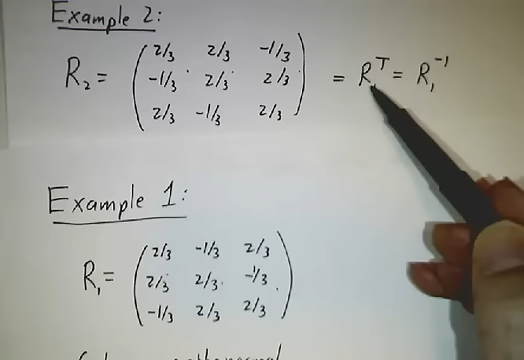 Example 2:
R₂ = ( 2/3 2/3 -1/3
-1/3 2/3 2/3
2/3 -1/3 2/3 ) = R₁ᵀ = R₁⁻¹
Example 1:
R₁ = ( 2/3 -1/3 2/3
2/3 2/3 -1/3
-1/3 2/3 2/3 )